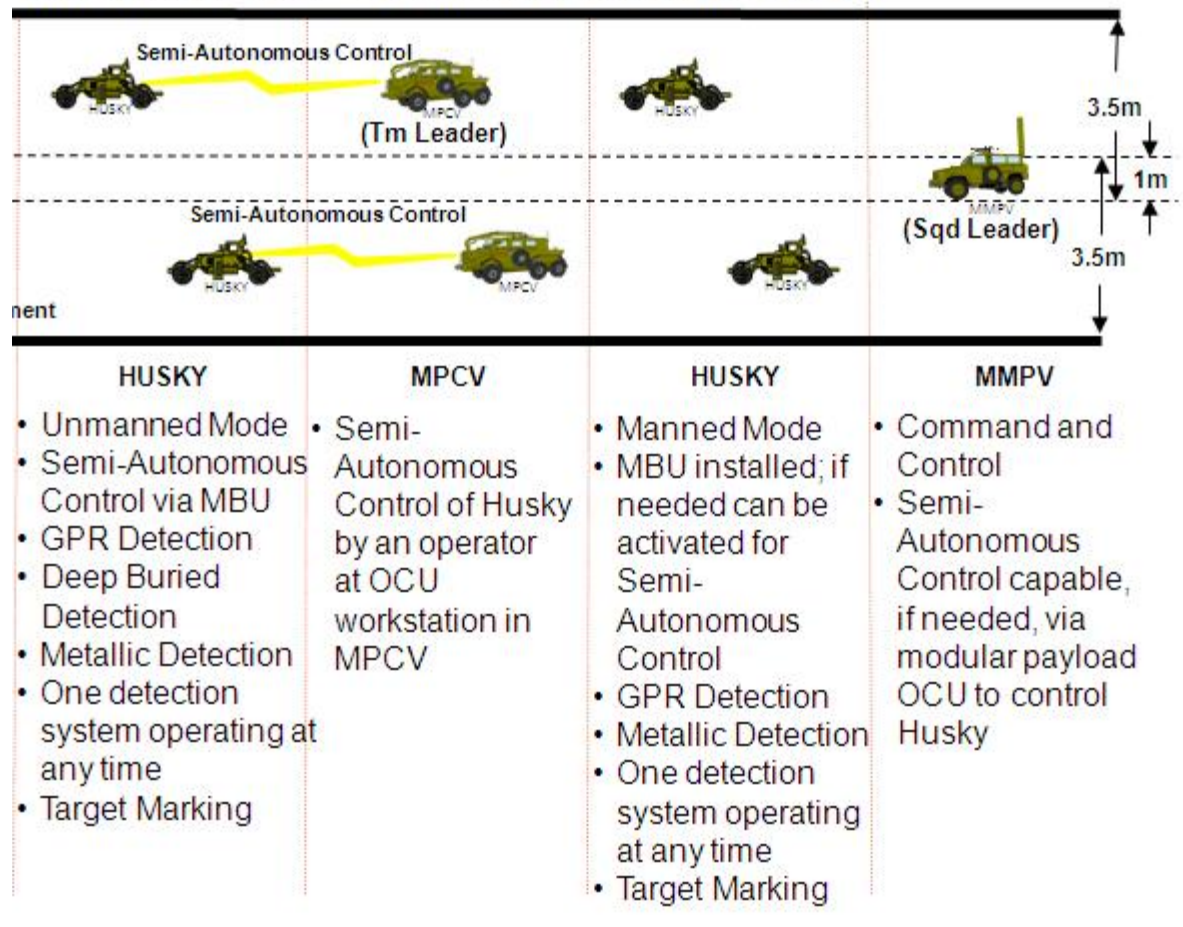 Semi-Autonomous Control
HUSKY
MPCV
(Tm Leader)
HUSKY
3.5m
1m
Semi-Autonomous Control
MMPV
(Sqd Leader)
3.5m
HUSKY
MPCV
HUSKY
ment
HUSKY
• Unmanned Mode
• Semi-Autonomous
Control via MBU
• GPR Detection
• Deep Buried
Detection
• Metallic Detection
• One detection
system operating at
any time
• Target Marking
MPCV
• Semi-
Autonomous
Control of Husky
by an operator
at OCU
workstation in
MPCV
HUSKY
• Manned Mode
• MBU installed; if
needed can be
activated for
Semi-
Autonomous
Control
• GPR Detection
• Metallic Detection
• One detection
system operating
at any time
• Target Marking
MMPV
• Command and
Control
• Semi-
Autonomous
Control capable,
if needed, via
modular payload
OCU to control
Husky